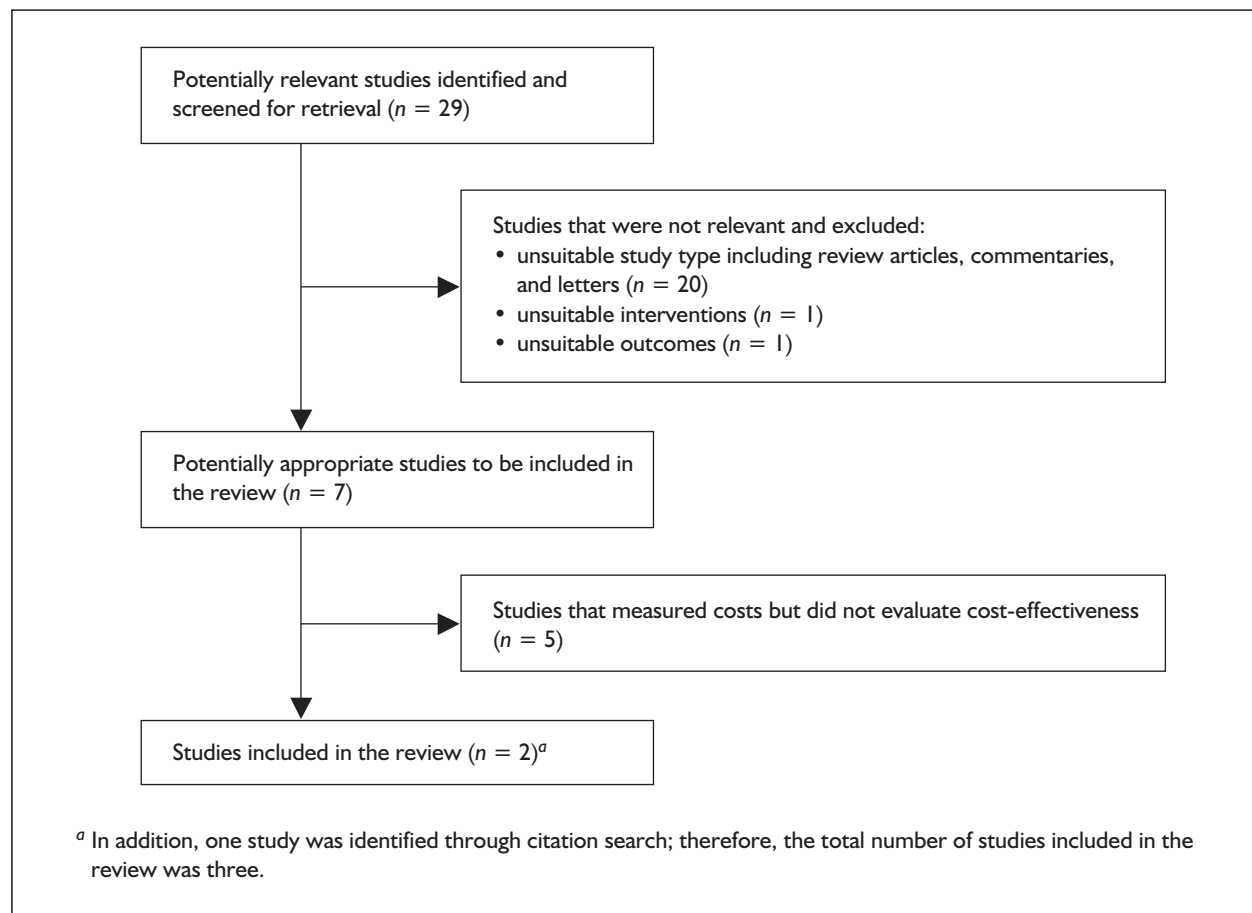 Potentially relevant studies identified and
screened for retrieval (n = 29)
Studies that were not relevant and excluded:
• unsuitable study type including review articles, commentaries,
and letters (n = 20)
• unsuitable interventions (n = 1)
• unsuitable outcomes (n = 1)
Potentially appropriate studies to be included in
the review (n = 7)
Studies that measured costs but did not evaluate cost-effectiveness
(n = 5)
Studies included in the review (n = 2)a
a In addition, one study was identified through citation search; therefore, the total number of studies included in the
review was three.